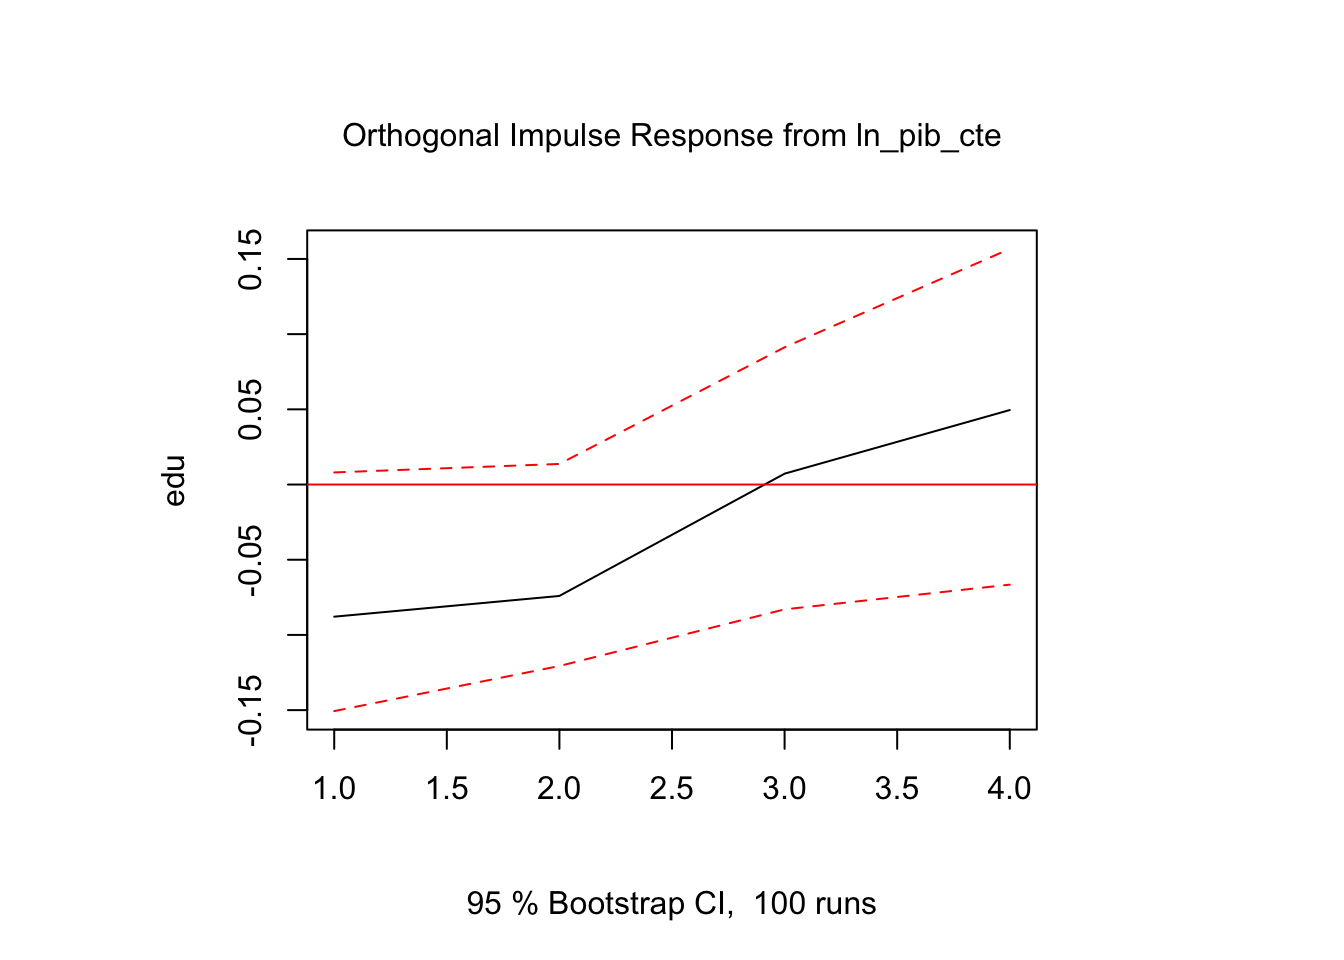 Orthogonal Impulse Response from ln_pib_cte
0.15
0.05
-0.05
-0.15
edu
1.0 1.5 2.0 2.5 3.0 3.5 4.0
95 % Bootstrap CI,  100 runs